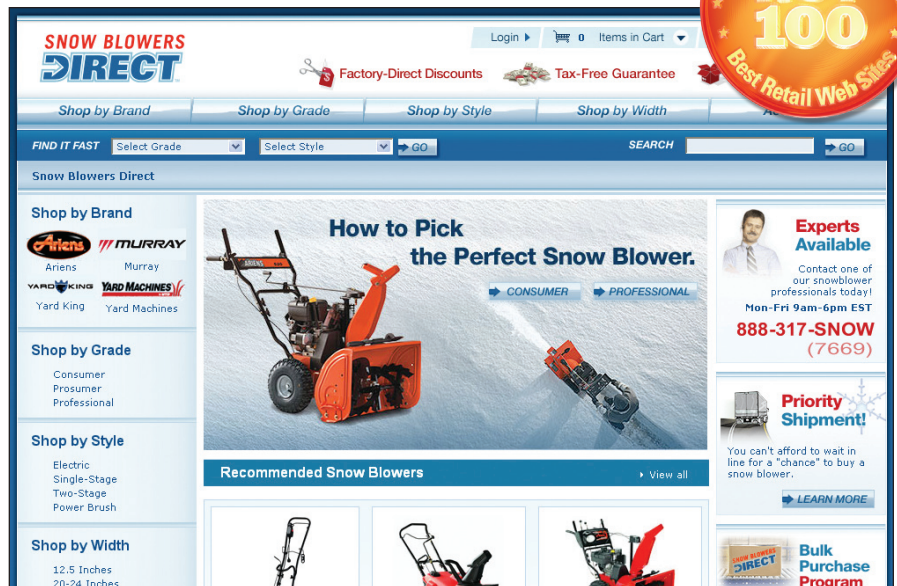 SNOW BLOWERS
DIRECT
Login
0 Items in Cart
Factory-Direct Discounts
Tax-Free Guarantee
100
Best Retail Web Sites
Shop by Brand
Shop by Grade
Shop by Style
Shop by Width
FIND IT FAST
Select Grade
Select Style
GO
SEARCH
GO
Snow Blowers Direct
Shop by Brand
Ariens
MURRAY
Ariens
Murray
YARD KING
YARD MACHINES
Yard King
Yard Machines
Shop by Grade
Consumer
Prosumer
Professional
Shop by Style
Electric
Single-Stage
Two-Stage
Power Brush
Shop by Width
12.5 Inches
20-24 Inches
How to Pick
the Perfect Snow Blower.
CONSUMER
PROFESSIONAL
ARIENS
Recommended Snow Blowers
View all
Experts
Available
Contact one of
our snowblower
professionals today!
Mon-Fri 9am-6pm EST
888-317-SNOW
(7669)
Priority
Shipment!
You can't afford to wait in
line for a "chance" to buy a
snow blower.
LEARN MORE
SNOW BLOWERS
DIRECT
Bulk
Purchase
Program